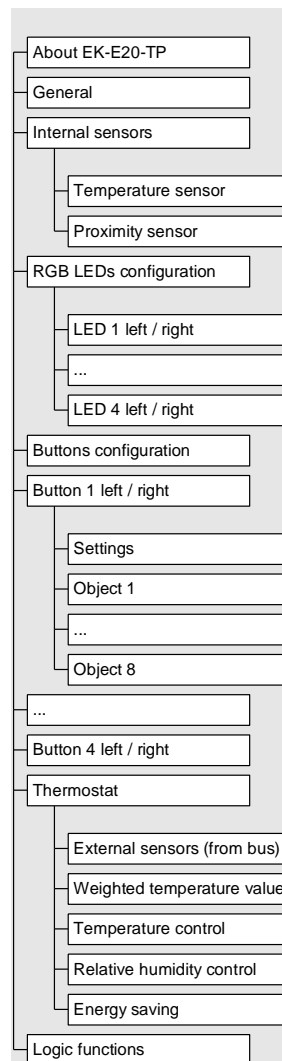 About EK-E20-TP
General
Internal sensors
Temperature sensor
Proximity sensor
RGB LEDs configuration
LED 1 left / right
...
LED 4 left / right
Buttons configuration
Button 1 left / right
Settings
Object 1
...
Object 8
...
Button 4 left / right
Thermostat
External sensors (from bus)
Weighted temperature value
Temperature control
Relative humidity control
Energy saving
Logic functions